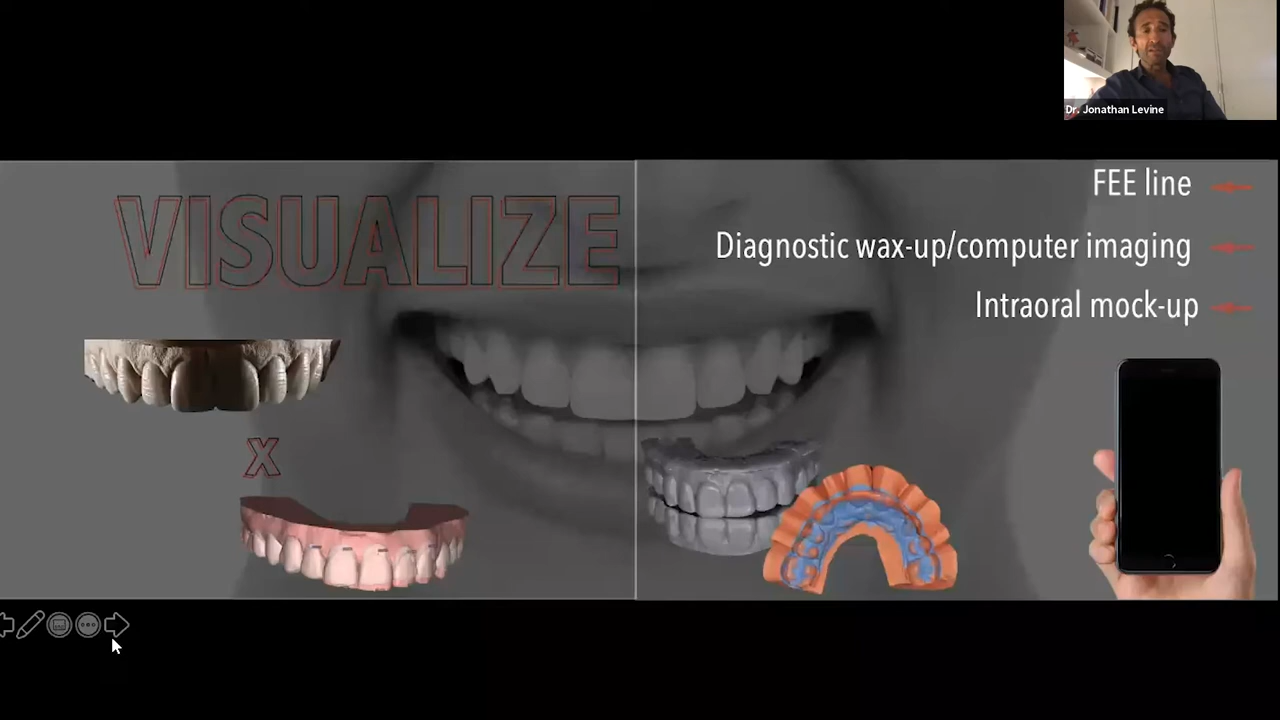 Dr. Jonathan Levine
VISUALIZE
X
FEE line
Diagnostic wax-up/computer imaging
Intraoral mock-up